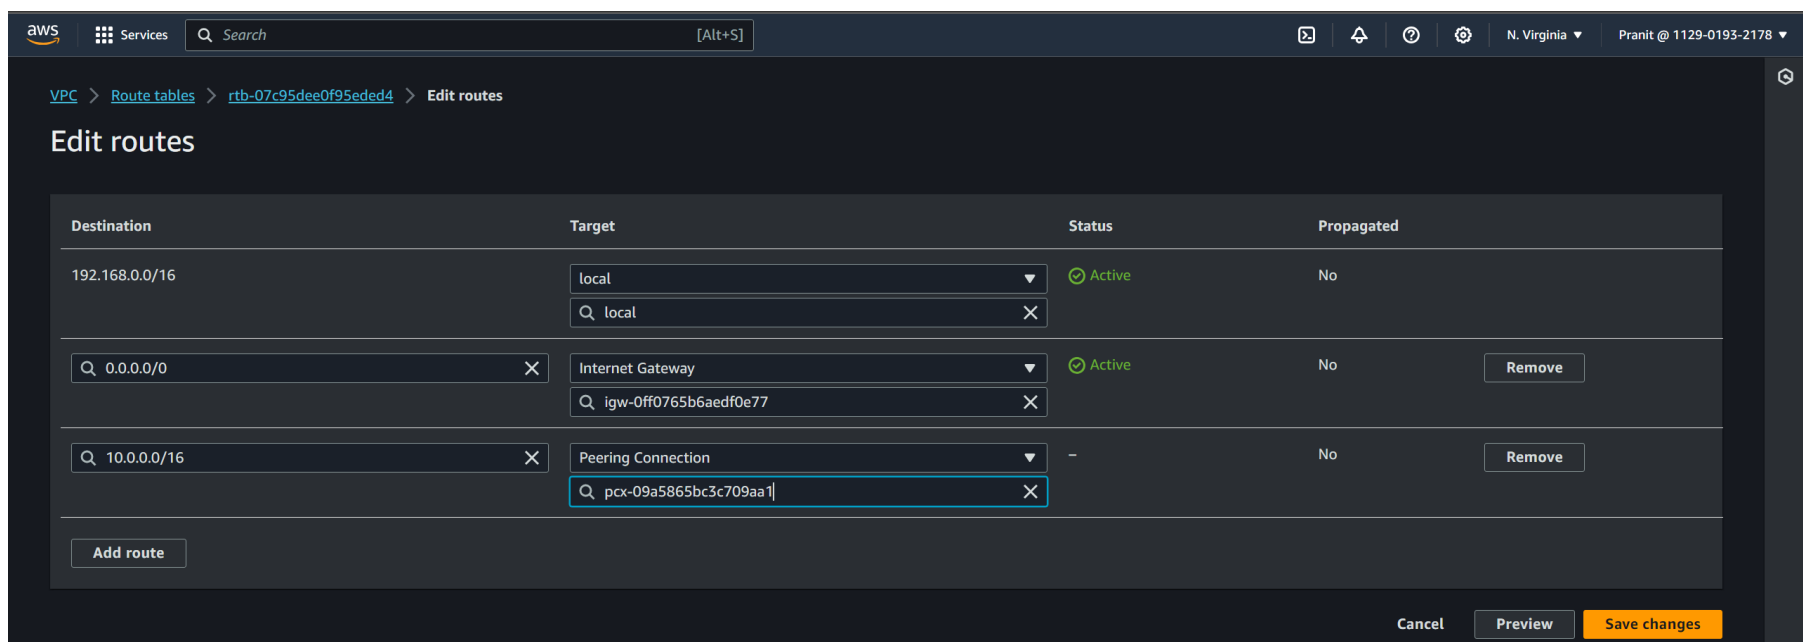 aws Services Search [Alt+S] N. Virginia Pranit @ 1129-0193-2178
VPC Route tables rtb-07c95dee0f95eded4 Edit routes
Edit routes
Destination Target Status Propagated
192.168.0.0/16 local Active No
local
0.0.0.0/0 Internet Gateway Active No Remove
igw-0ff0765b6aedf0e77
10.0.0.0/16 Peering Connection – No Remove
pcx-09a5865bc3c709aa1
Add route
Cancel Preview Save changes